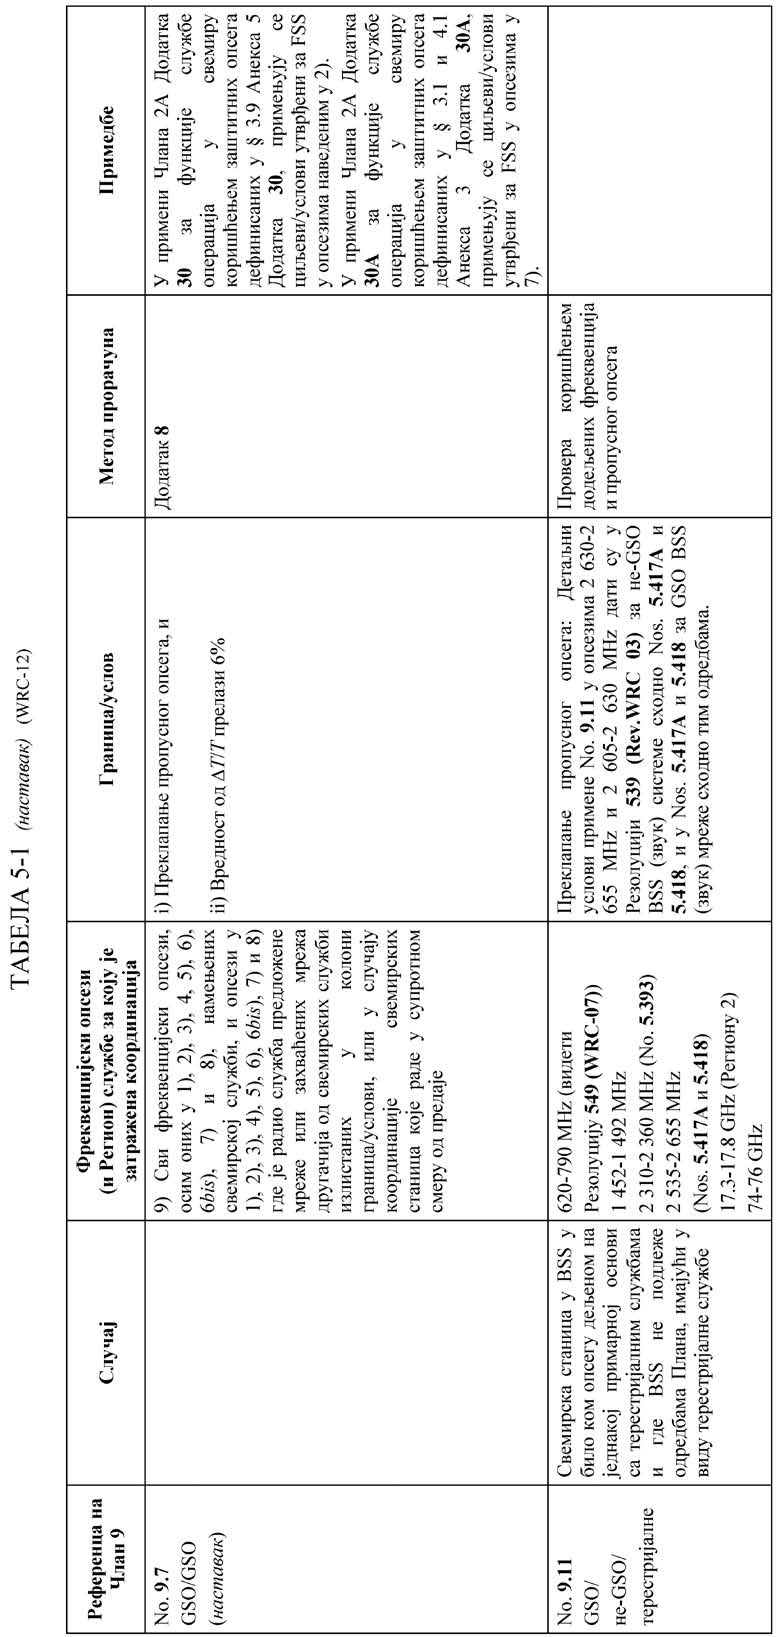 ТАБЕЛА 5-1 (наставак) (WRC-12)
Референца на
Члан 9
Случај
Фреквенцијски опсези
(и Регион) службе за коју је
затражена координација
Граница/услов
Метод прорачуна
Примедбе
No. 9.7
GSO/GSO
(наставак)
9) Сви фреквенцијски опсези,
осим оних у 1), 2), 3), 4, 5), 6),
6bis), 7) и 8), намењених
свемирској служби, и опсези у
1), 2), 3), 4), 5), 6), 6bis), 7) и 8)
где је радио служба предложене
мреже или захваћених мрежа
другачија од свемирских служби
излистаних у колони
граница/услови, или у случају
координације свемирских
станица које раде у супротном
смеру од предаје
i) Преклапање пропусног опсега, и
ii) Вредност од ΔT/T прелази 6%
Додатак 8
У примени Члана 2А Додатка
30 за функције службе
операција у свемиру
коришћењем заштитних опсега
дефинисаних у § 3.9 Анекса 5
Додатка 30, примењују се
циљеви/услови утврђени за FSS
у опсезима наведеним у 2).
У примени Члана 2А Додатка
30А за функције службе
операција у свемиру
коришћењем заштитних опсега
дефинисаних у § 3.1 и 4.1
Анекса 3 Додатка 30А,
примењују се циљеви/услови
утврђени за FSS у опсезима у
7).
No. 9.11
GSO/
не-GSO/
терестријалне
Свемирска станица у BSS у
било ком опсегу дељеном на
једнакој примарној основи
са терестријалним службама
и где BSS не подлеже
одредбама Плана, имајући у
виду терестријалне службе
620-790 MHz (видети
Резолуцију 549 (WRC-07))
1 452-1 492 MHz
2 310-2 360 MHz (No. 5.393)
2 535-2 655 MHz
(Nos. 5.417A и 5.418)
17.3-17.8 GHz (Региону 2)
74-76 GHz
Преклапање пропусног опсега: Детаљни
услови примене No. 9.11 у опсезима 2 630-2
655 MHz и 2 605-2 630 MHz дати су у
Резолуцији 539 (Rev.WRC 03) за не-GSO
BSS (звук) системе сходно Nos. 5.417A и
5.418, и у Nos. 5.417A и 5.418 за GSO BSS
(звук) мреже сходно тим одредбама.
Провера коришћењем
додељених фреквенција
и пропусног опсега